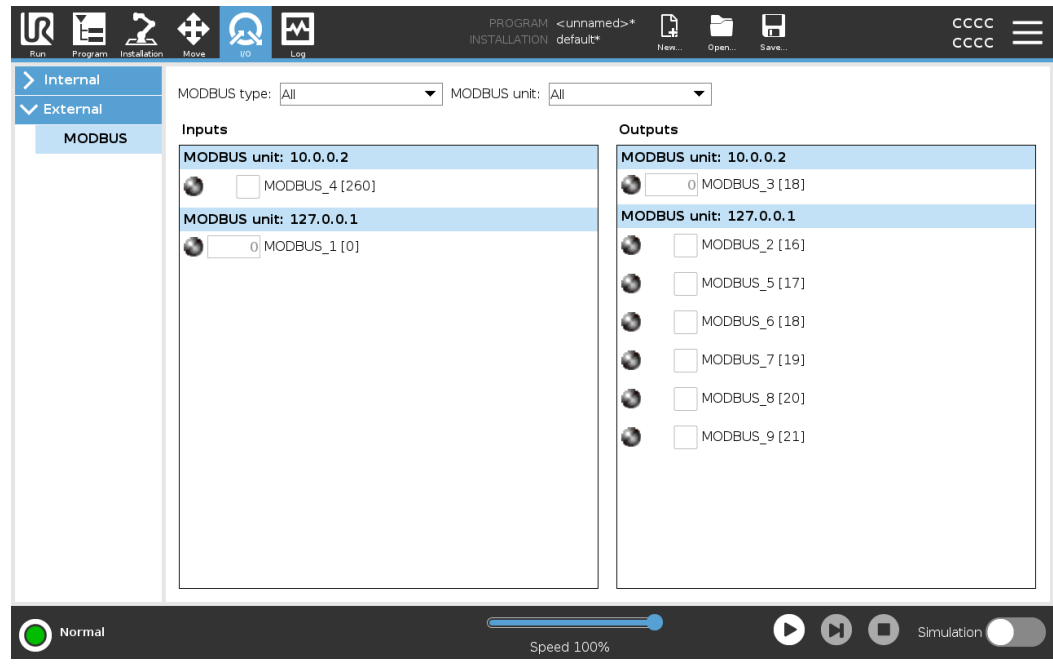 UR
Run
Program
Installation
Move
I/O
Log
PROGRAM <unnamed>*
INSTALLATION default*
New...
Open...
Save...
CCCC
CCCC
Internal
External
MODBUS
MODBUS type: All
MODBUS unit: All
Inputs
MODBUS unit: 10.0.0.2
MODBUS_4 [260]
MODBUS unit: 127.0.0.1
0 MODBUS_1 [0]
Outputs
MODBUS unit: 10.0.0.2
0 MODBUS_3 [18]
MODBUS unit: 127.0.0.1
MODBUS_2 [16]
MODBUS_5 [17]
MODBUS_6 [18]
MODBUS_7 [19]
MODBUS_8 [20]
MODBUS_9 [21]
Normal
Speed 100%
Simulation